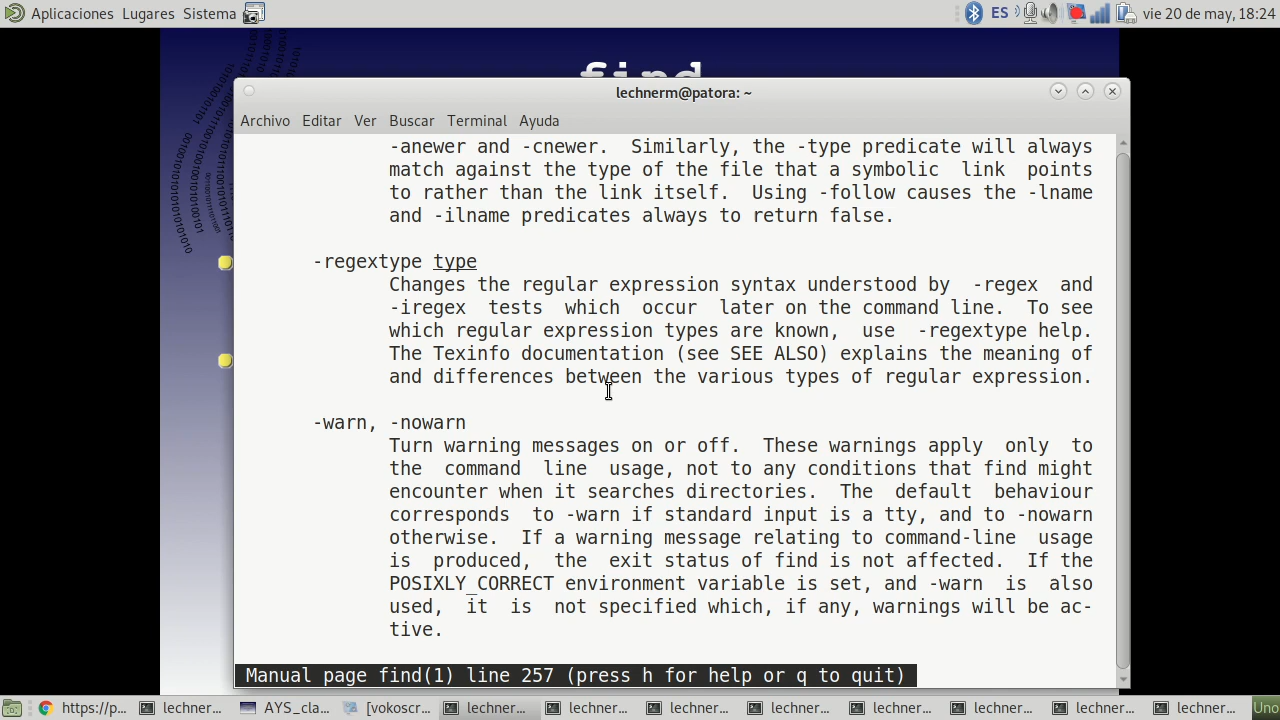 Aplicaciones Lugares Sistema
ES
vie 20 de may, 18:24
find
lechnerm@patora: ~
Archivo Editar Ver Buscar Terminal Ayuda
-anewer and -cnewer. Similarly, the -type predicate will always
match against the type of the file that a symbolic link points
to rather than the link itself. Using -follow causes the -lname
and -ilname predicates always to return false.
-regextype type
Changes the regular expression syntax understood by -regex and
-iregex tests which occur later on the command line. To see
which regular expression types are known, use -regextype help.
The Texinfo documentation (see SEE ALSO) explains the meaning of
and differences between the various types of regular expression.
-warn, -nowarn
Turn warning messages on or off. These warnings apply only to
the command line usage, not to any conditions that find might
encounter when it searches directories. The default behaviour
corresponds to -warn if standard input is a tty, and to -nowarn
otherwise. If a warning message relating to command-line usage
is produced, the exit status of find is not affected. If the
POSIXLY_CORRECT environment variable is set, and -warn is also
used, it is not specified which, if any, warnings will be ac-
tive.
Manual page find(1) line 257 (press h for help or q to quit)
https://p... lechner... AYS_cla... [vokoscr... lechner... lechner... lechner... lechner... lechner... lechner... lechner... lechner... Uno